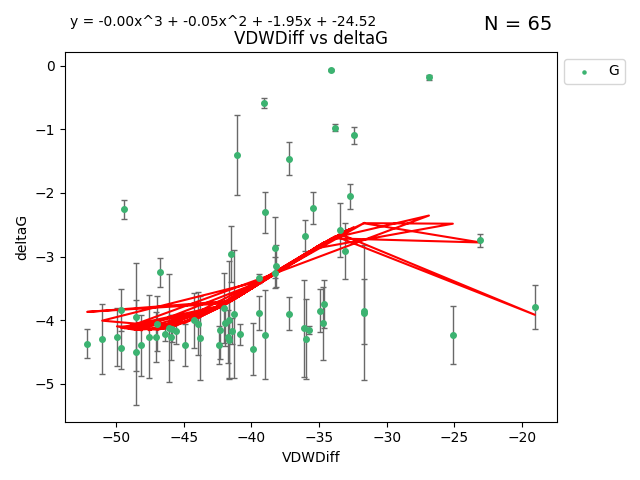 y = -0.00x^3 + -0.05x^2 + -1.95x + -24.52
N = 65
VDWDiff vs deltaG
G
deltaG
0
−1
−2
−3
−4
−5
−50
−45
−40
−35
−30
−25
−20
VDWDiff